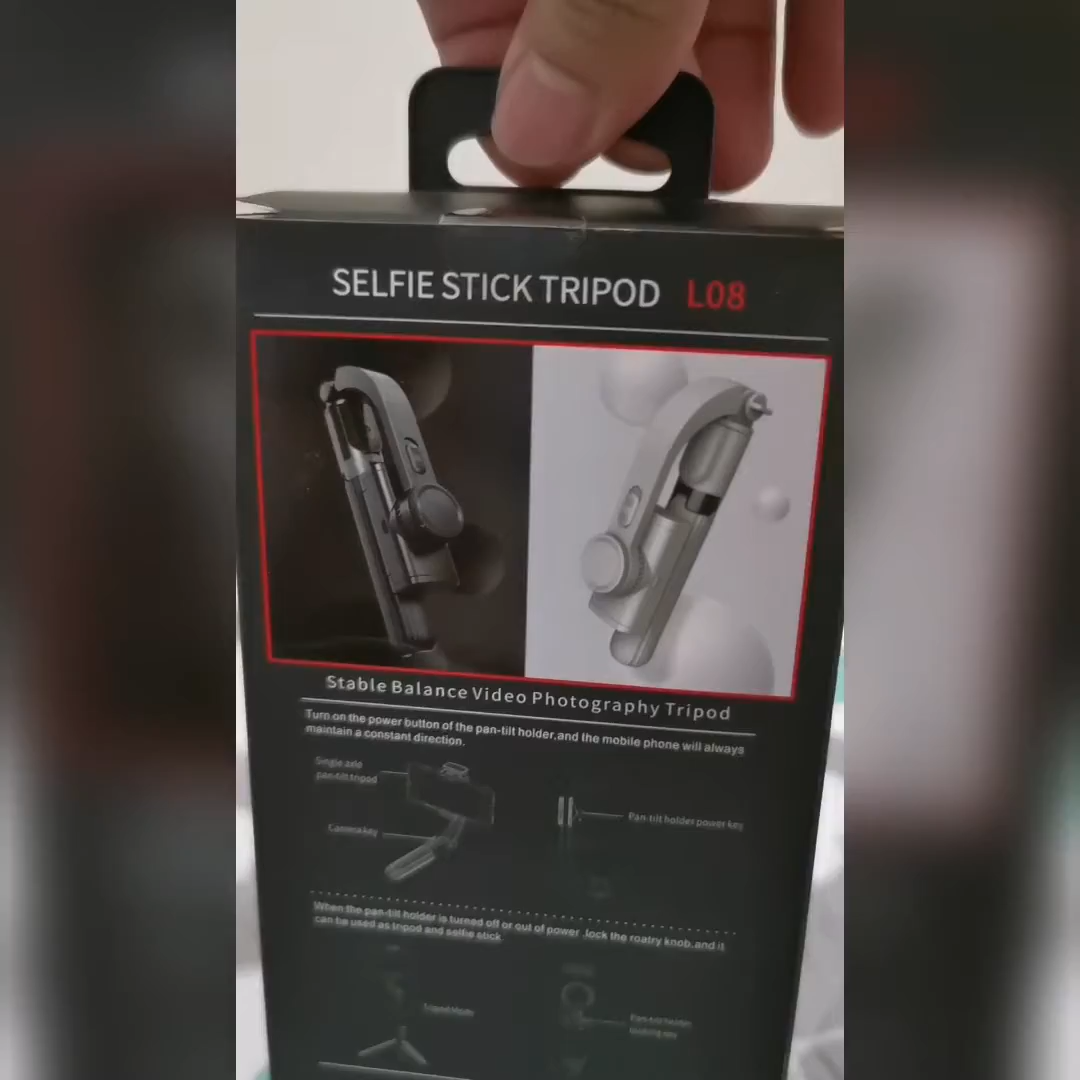 SELFIE STICK TRIPOD L08
Stable Balance Video Photography Tripod
Turn on the power button of the pan-tilt holder,and the mobile phone will always
maintain a constant direction.
Single axle
pan-tilt tripod
Camera key
Pan-tilt holder power key
When the pan-tilt holder is turned off or out of power ,lock the roatry knob,and it
can be used as tripod and selfie stick
Pan-tilt holder